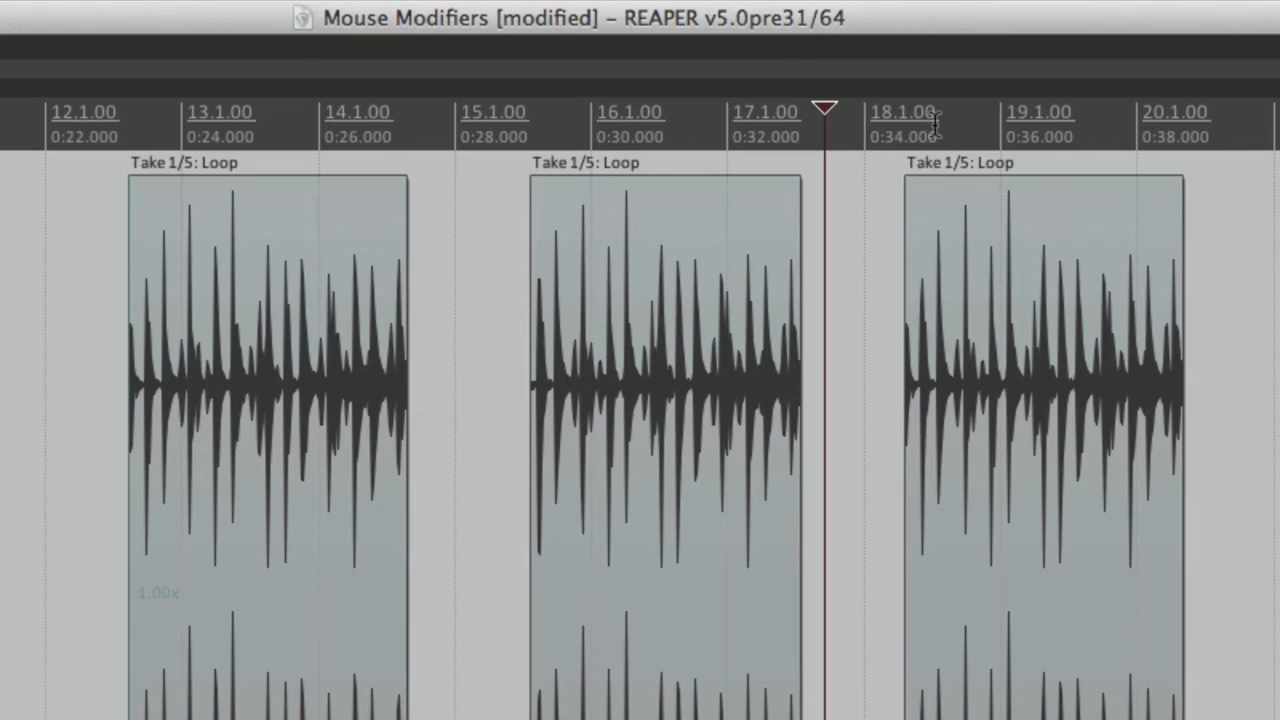 Mouse Modifiers [modified] – REAPER v5.0pre31/64
12.1.00 13.1.00 14.1.00 15.1.00 16.1.00 17.1.00 18.1.00 19.1.00 20.1.00
0:22.000 0:24.000 0:26.000 0:28.000 0:30.000 0:32.000 0:34.000 0:36.000 0:38.000
Take 1/5: Loop Take 1/5: Loop Take 1/5: Loop
1.00x